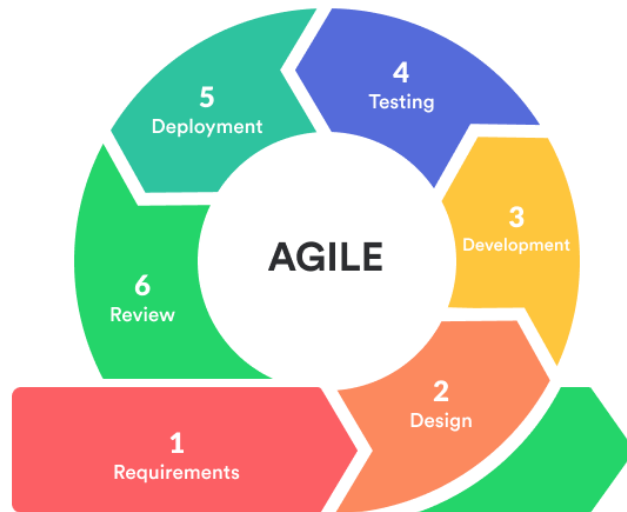 AGILE
1
Requirements
2
Design
3
Development
4
Testing
5
Deployment
6
Review